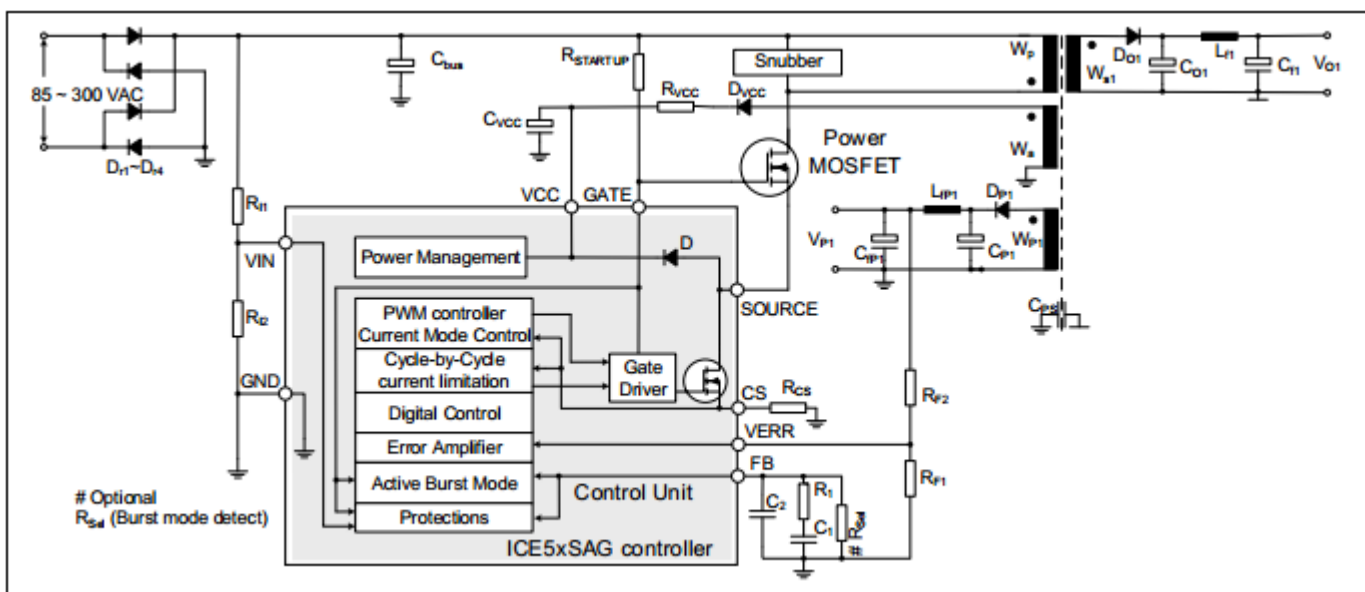 85 ~ 300 VAC
Dr1~Dr4
Cbus
RSTARTUP
Snubber
Wp
Ws1
DO1
CO1
Lf1
Cf1
VO1
RVCC
DVCC
CVCC
Wa
Power
MOSFET
VCC
GATE
RI1
VIN
RI2
GND
Power Management
D
SOURCE
PWM controller
Current Mode Control
Cycle-by-Cycle
current limitation
Gate
Driver
Digital Control
Error Amplifier
Active Burst Mode
Protections
Control Unit
ICE5xSAG controller
CS
RCS
VERR
FB
VP1
CfP1
LfP1
CP1
DP1
WP1
CPS
RF2
RF1
C2
R1
C1
RSel
#
# Optional
RSel (Burst mode detect)